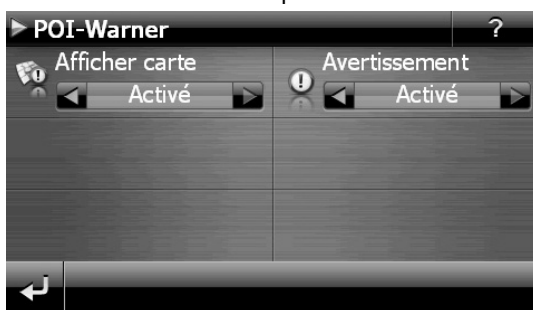 POI-Warner ?
Afficher carte
Activé
Avertissement
Activé